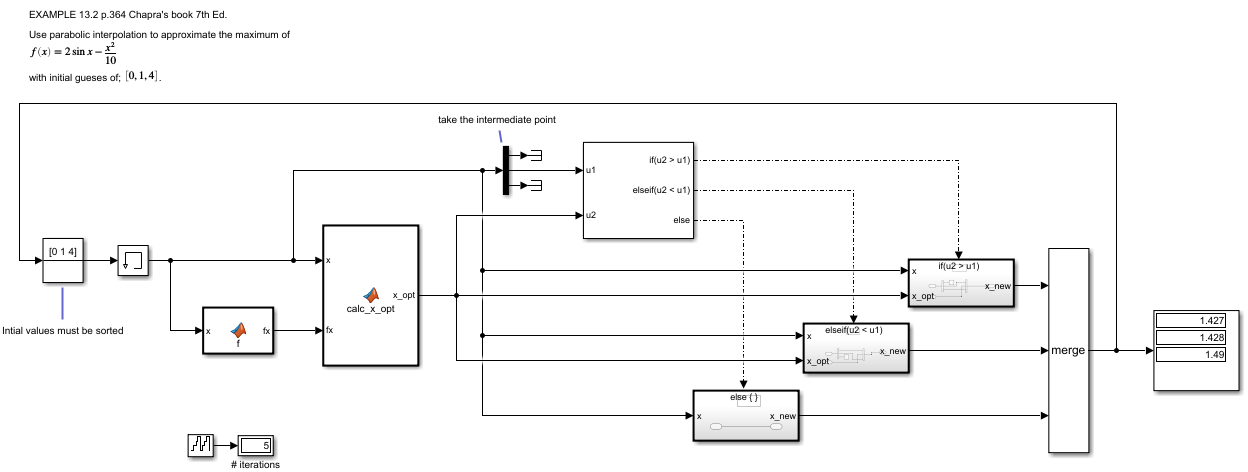 EXAMPLE 13.2 p.364 Chapra's book 7th Ed.
Use parabolic interpolation to approximate the maximum of
f(x) = 2 sin x − x²/10
with initial gueses of; [0, 1, 4].
take the intermediate point
if(u2 > u1)
u1
elseif(u2 < u1)
u2
else
[0 1 4]
x
x_opt
calc_x_opt
fx
Intial values must be sorted
x
fx
f
if(u2 > u1)
x
x_new
x_opt
elseif(u2 < u1)
x
x_new
x_opt
else { }
x
x_new
merge
1.427
1.428
1.49
5
# iterations